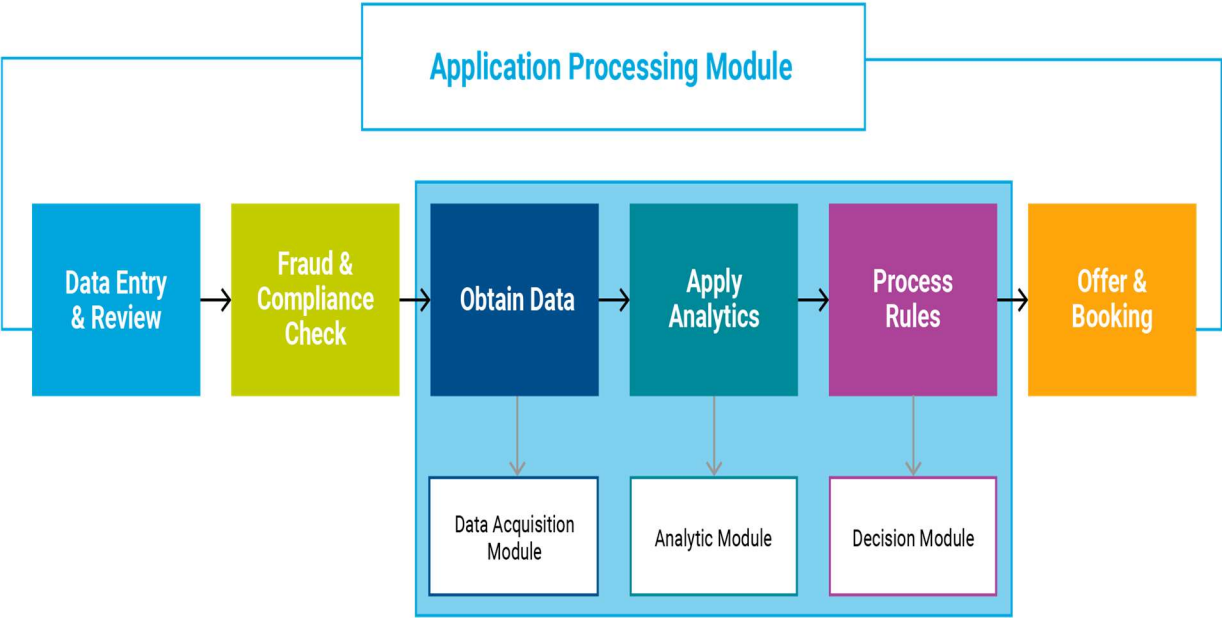 Application Processing Module
Data Entry
& Review
Fraud &
Compliance
Check
Obtain Data
Apply
Analytics
Process
Rules
Offer &
Booking
Data Acquisition
Module
Analytic Module
Decision Module